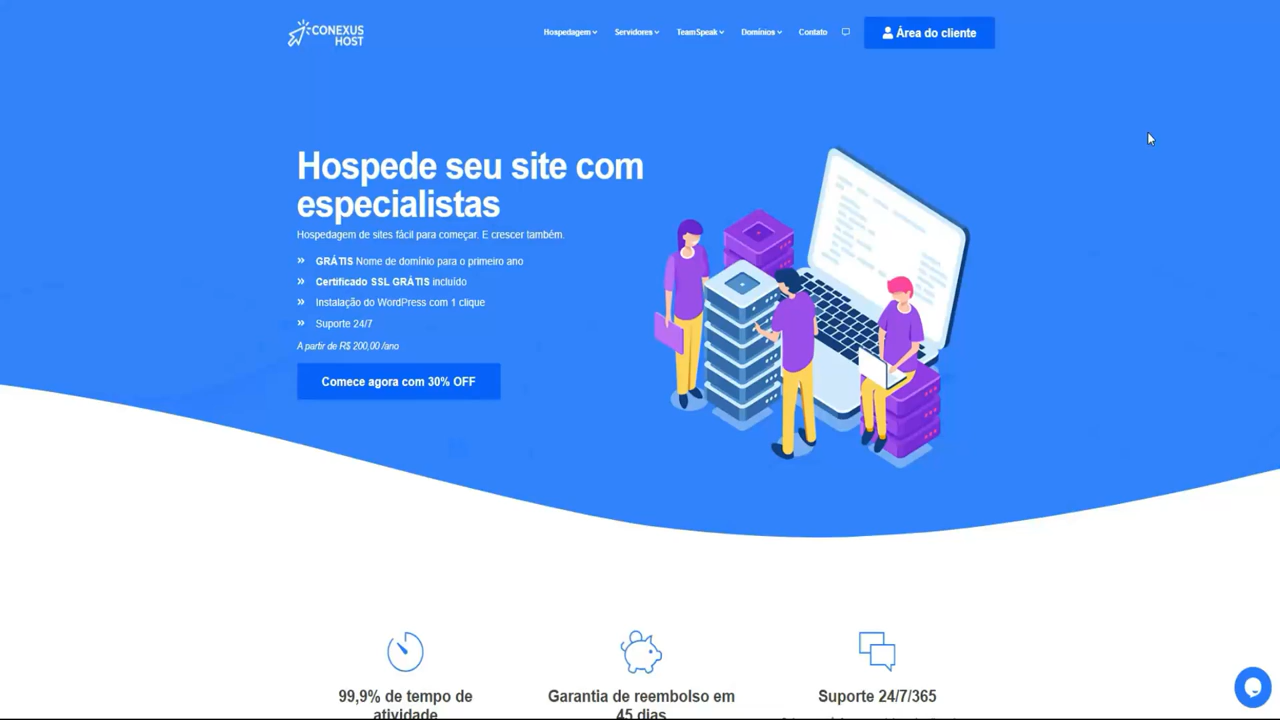 CONEXUS
HOST
Hospedagem
Servidores
TeamSpeak
Domínios
Contato
Área do cliente
Hospede seu site com
especialistas
Hospedagem de sites fácil para começar. E crescer também.
GRÁTIS Nome de domínio para o primeiro ano
Certificado SSL GRÁTIS incluído
Instalação do WordPress com 1 clique
Suporte 24/7
A partir de R$ 200,00 /ano
Comece agora com 30% OFF
99,9% de tempo de
atividade
Garantia de reembolso em
45 dias
Suporte 24/7/365